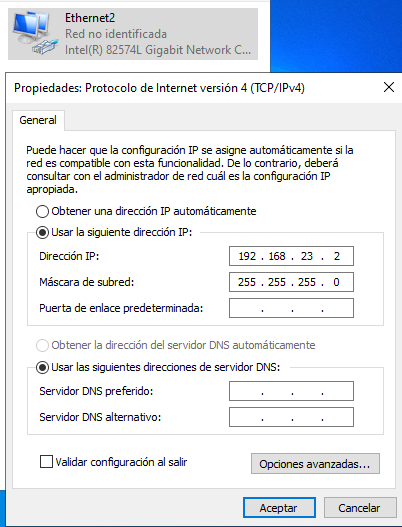 Ethernet2
Red no identificada
Intel(R) 82574L Gigabit Network C...
Propiedades: Protocolo de Internet versión 4 (TCP/IPv4)
General
Puede hacer que la configuración IP se asigne automáticamente si la
red es compatible con esta funcionalidad. De lo contrario, deberá
consultar con el administrador de red cuál es la configuración IP
apropiada.
Obtener una dirección IP automáticamente
Usar la siguiente dirección IP:
Dirección IP: 192 . 168 . 23 . 2
Máscara de subred: 255 . 255 . 255 . 0
Puerta de enlace predeterminada: . . .
Obtener la dirección del servidor DNS automáticamente
Usar las siguientes direcciones de servidor DNS:
Servidor DNS preferido: . . .
Servidor DNS alternativo: . . .
Validar configuración al salir
Opciones avanzadas...
Aceptar Cancelar